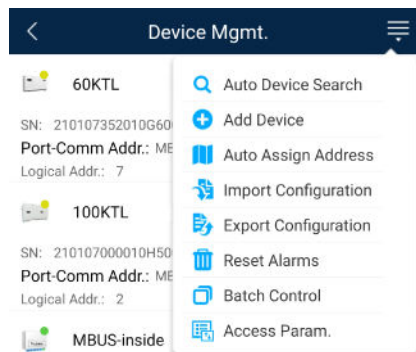 Device Mgmt.
60KTL
SN: 210107352010G60
Port-Comm Addr.: ME
Logical Addr.: 7
100KTL
SN: 210107000010H50
Port-Comm Addr.: ME
Logical Addr.: 2
MBUS-inside
Auto Device Search
Add Device
Auto Assign Address
Import Configuration
Export Configuration
Reset Alarms
Batch Control
Access Param.